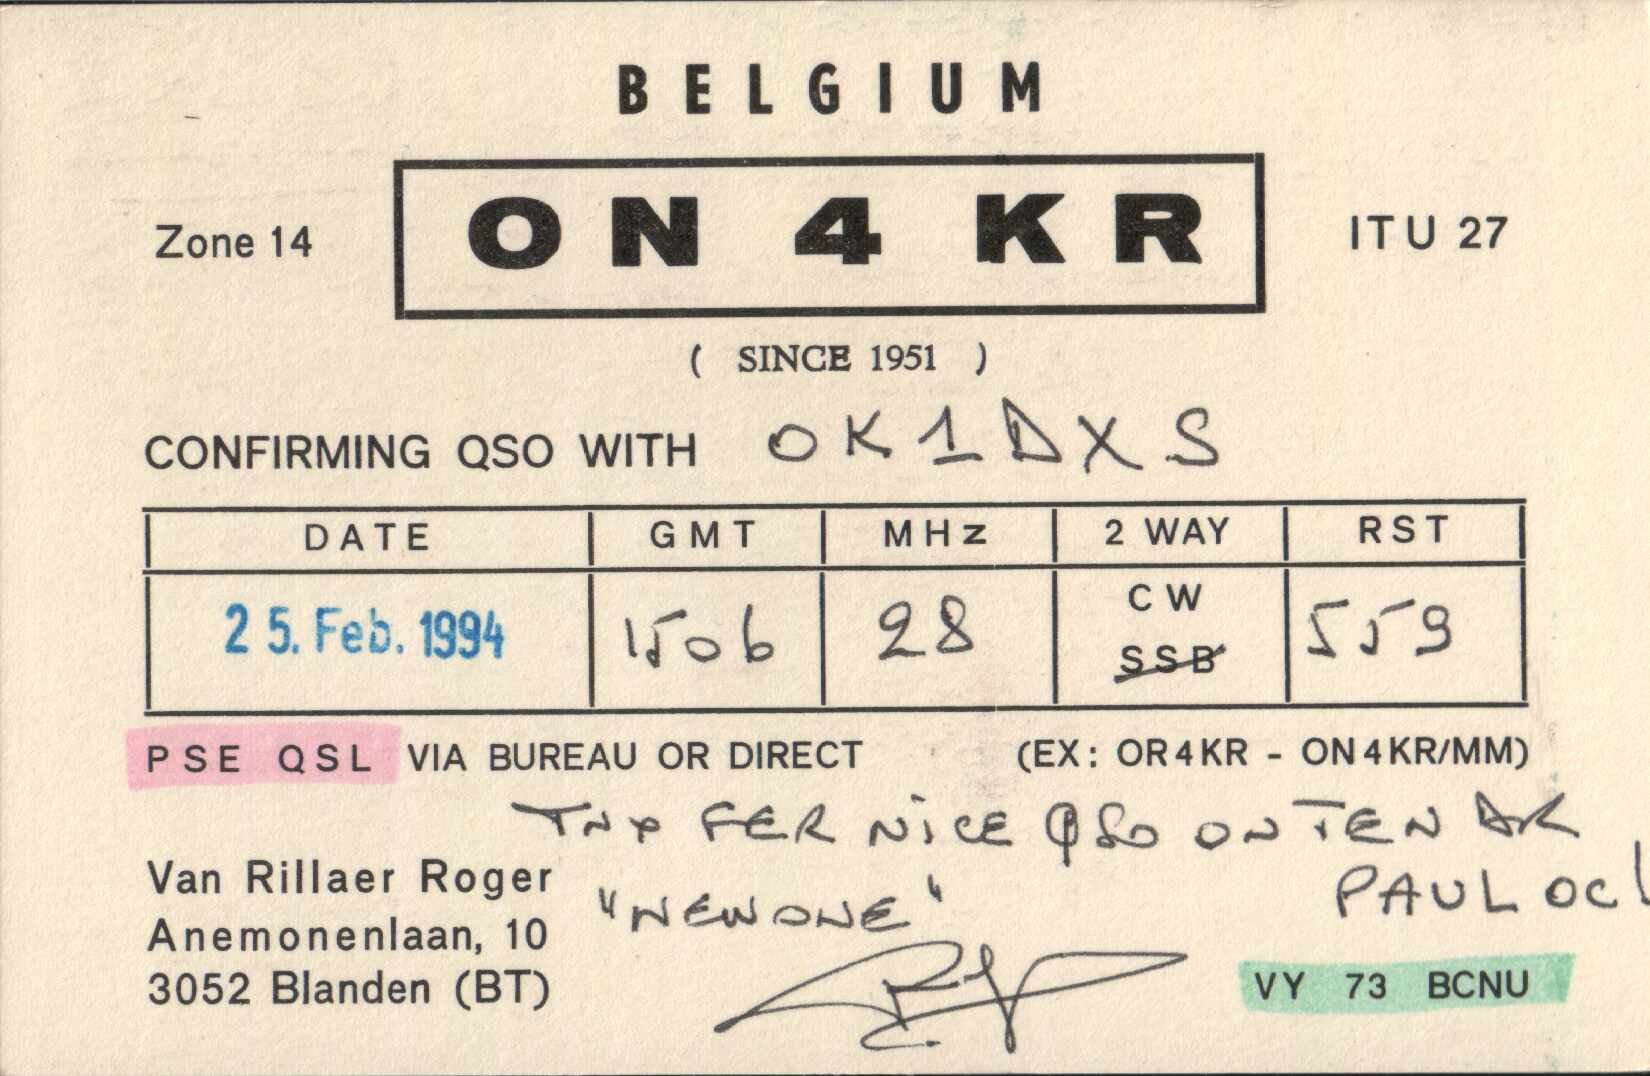 BELGIUM
Zone 14 ON 4 KR ITU 27
( SINCE 1951 )
CONFIRMING QSO WITH OK1DXS
DATE GMT MHz 2 WAY RST
25. Feb. 1994 1506 28 CW SSB 559
PSE QSL VIA BUREAU OR DIRECT (EX: OR4KR - ON4KR/MM)
TNX FER NICE QSO ON TEN DR
PAUL OC
Van Rillaer Roger
"NEW ONE"
Anemonenlaan, 10
3052 Blanden (BT)
VY 73 BCNU